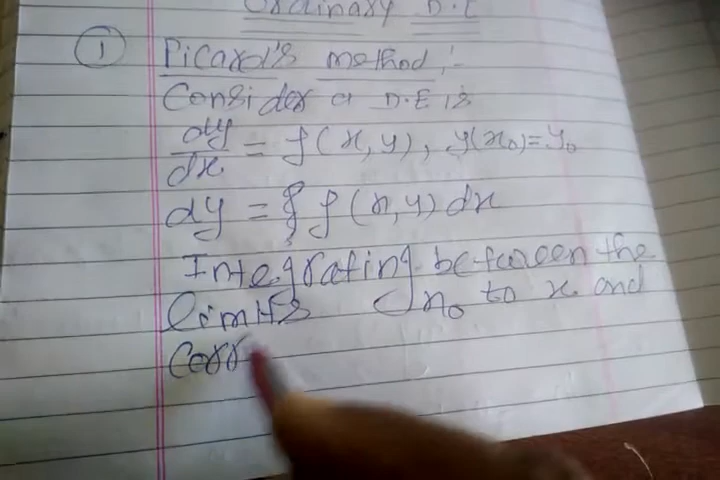 Ordinary D.E
① Picard's method :-
Consider a D.E is
dy/dx = f(x, y), y(x₀) = y₀
dy = f(x, y) dx
Integrating between the
limits x₀ to x and
Corr